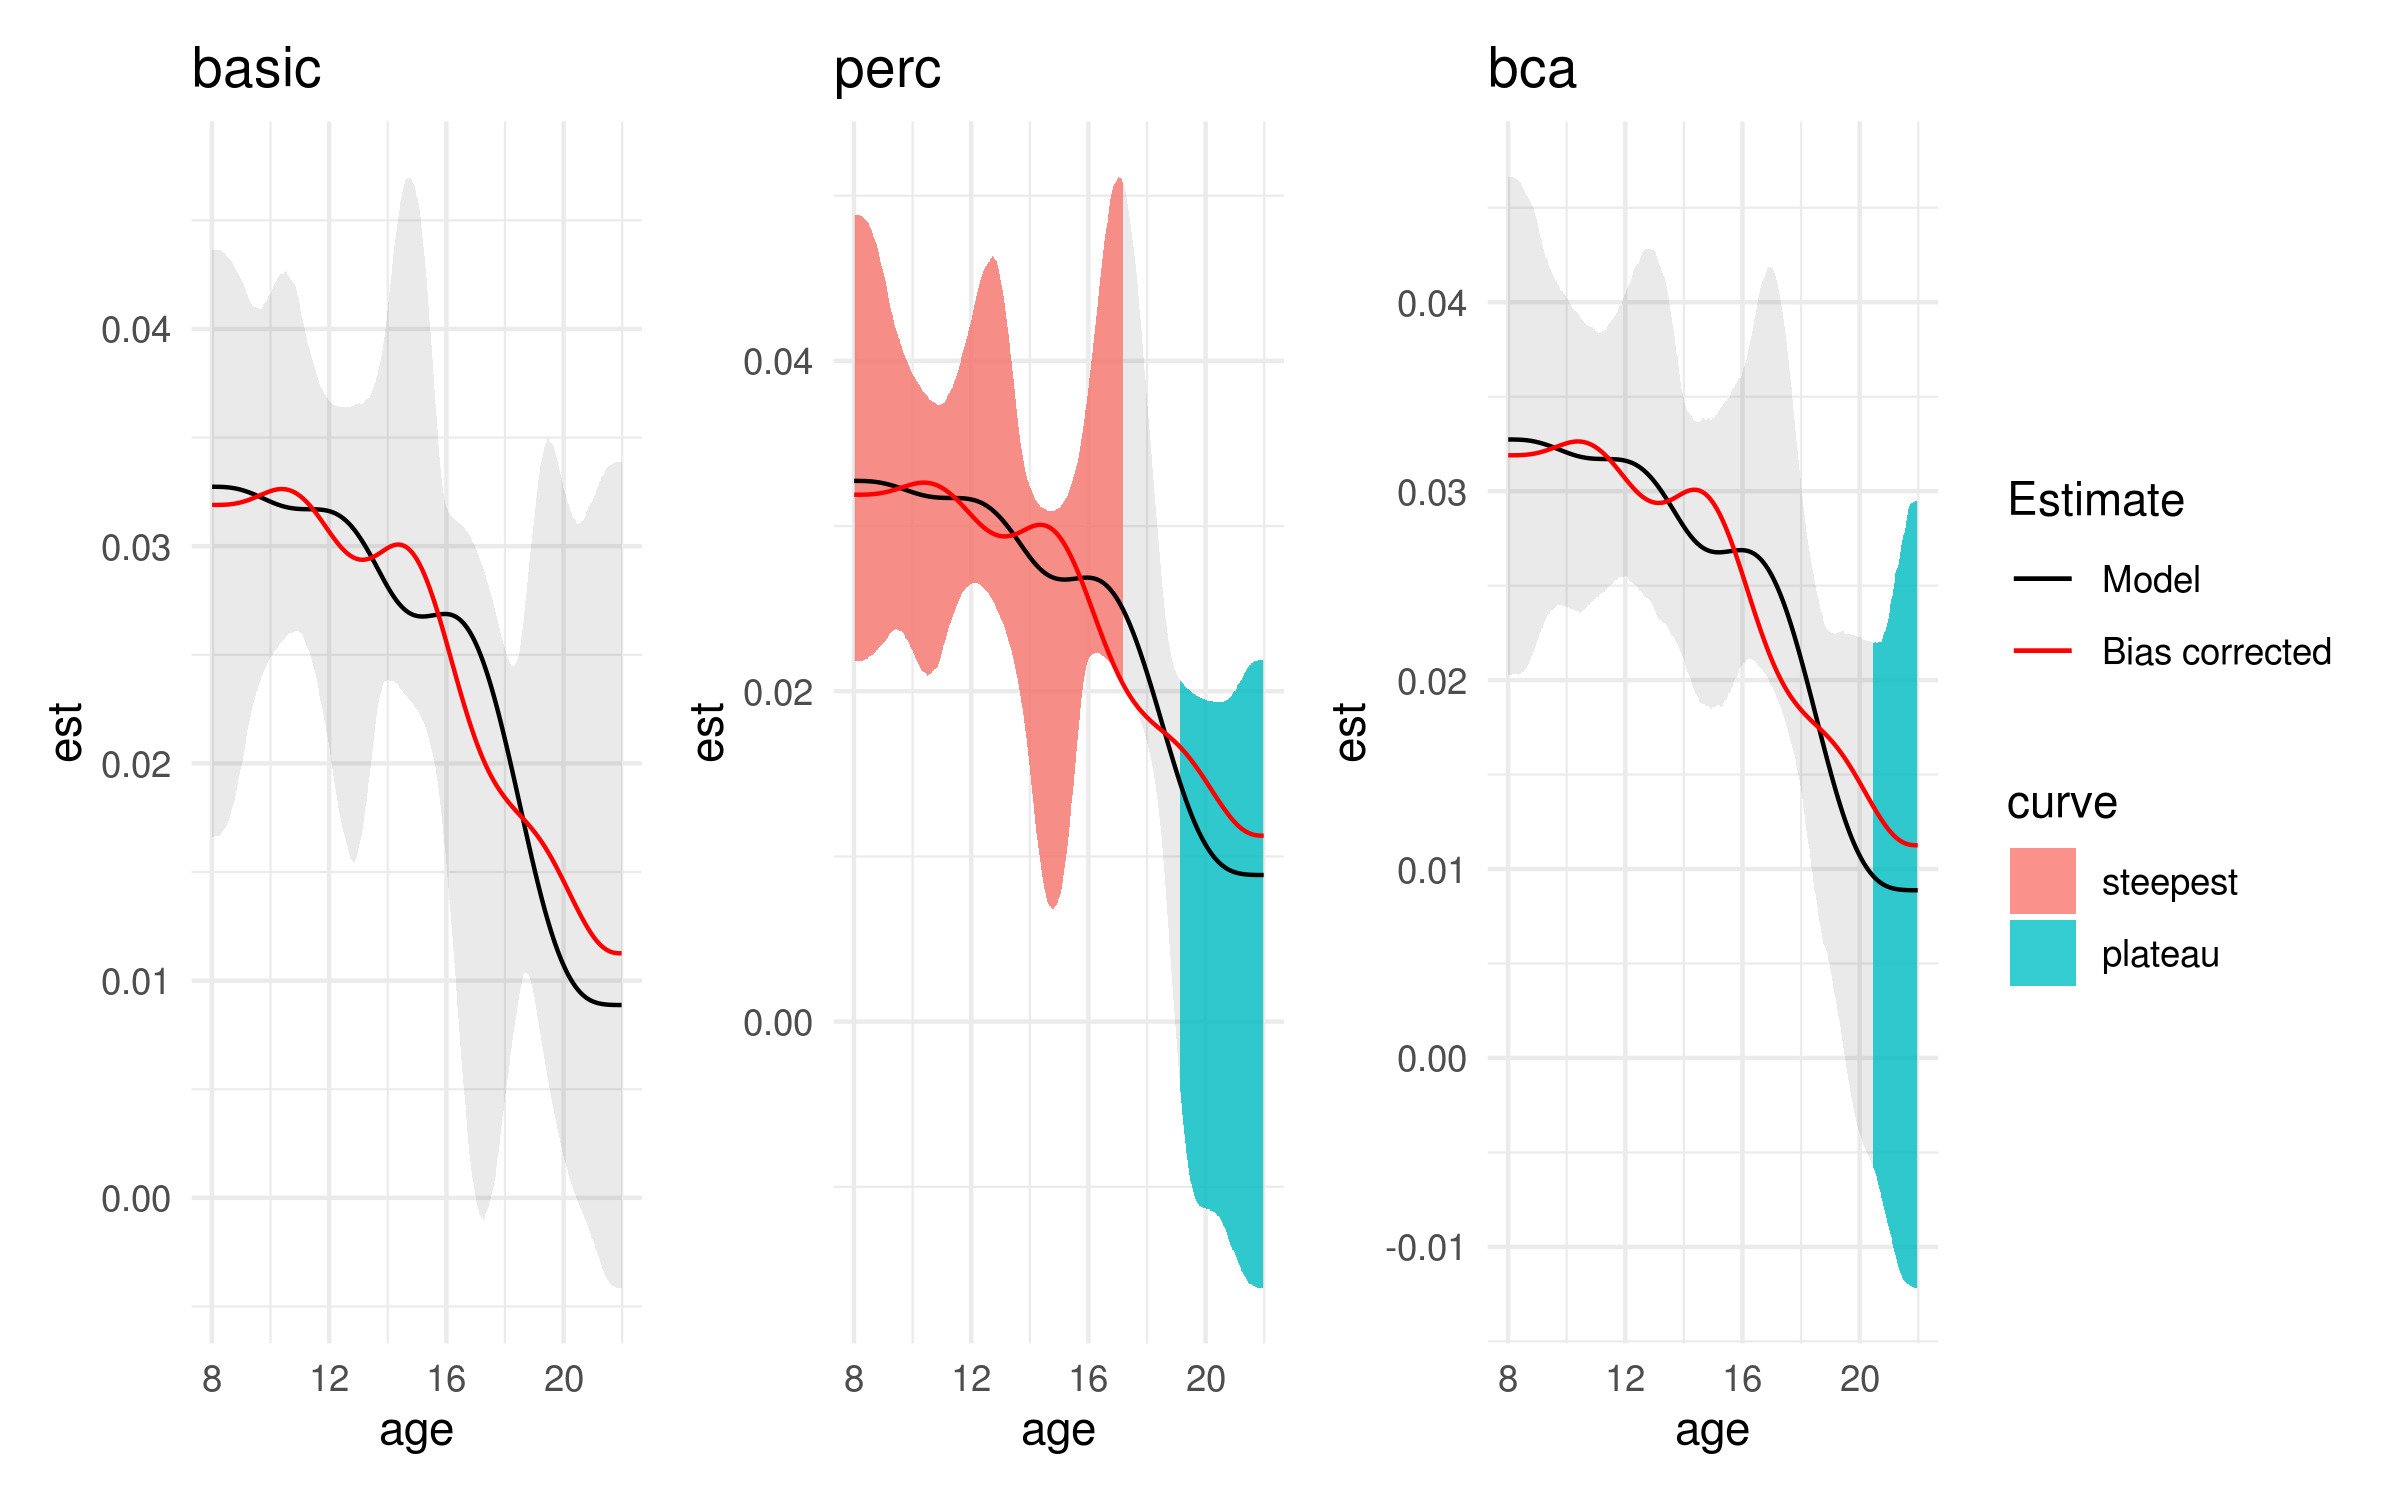 basic
0.04
0.03
0.02
0.01
0.00
est
8 12 16 20
age
perc
0.04
0.02
0.00
est
8 12 16 20
age
bca
0.04
0.03
0.02
0.01
0.00
-0.01
est
8 12 16 20
age
Estimate
Model
Bias corrected
curve
steepest
plateau